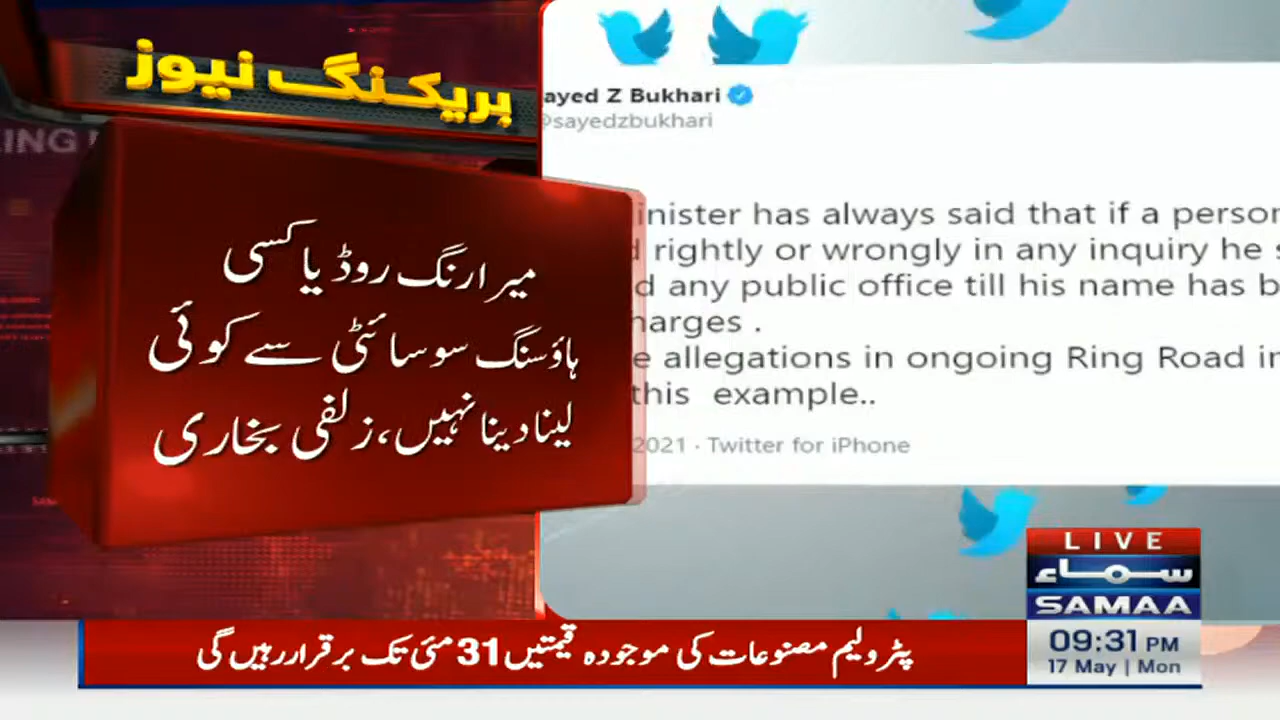 بریکنگ نیوز
میرا رنگ روڈ یا کسی
ہاؤسنگ سوسائٹی سے کوئی
لینا دینا نہیں، زلفی بخاری
ayed Z Bukhari
@sayedzbukhari
inister has always said that if a person
rightly or wrongly in any inquiry he s
d any public office till his name has b
harges .
e allegations in ongoing Ring Road in
this example..
2021 · Twitter for iPhone
LIVE
سماء
SAMAA
09:31 PM
17 May | Mon
پٹرولیم مصنوعات کی موجودہ قیمتیں 31 مئی تک برقرار رہیں گی